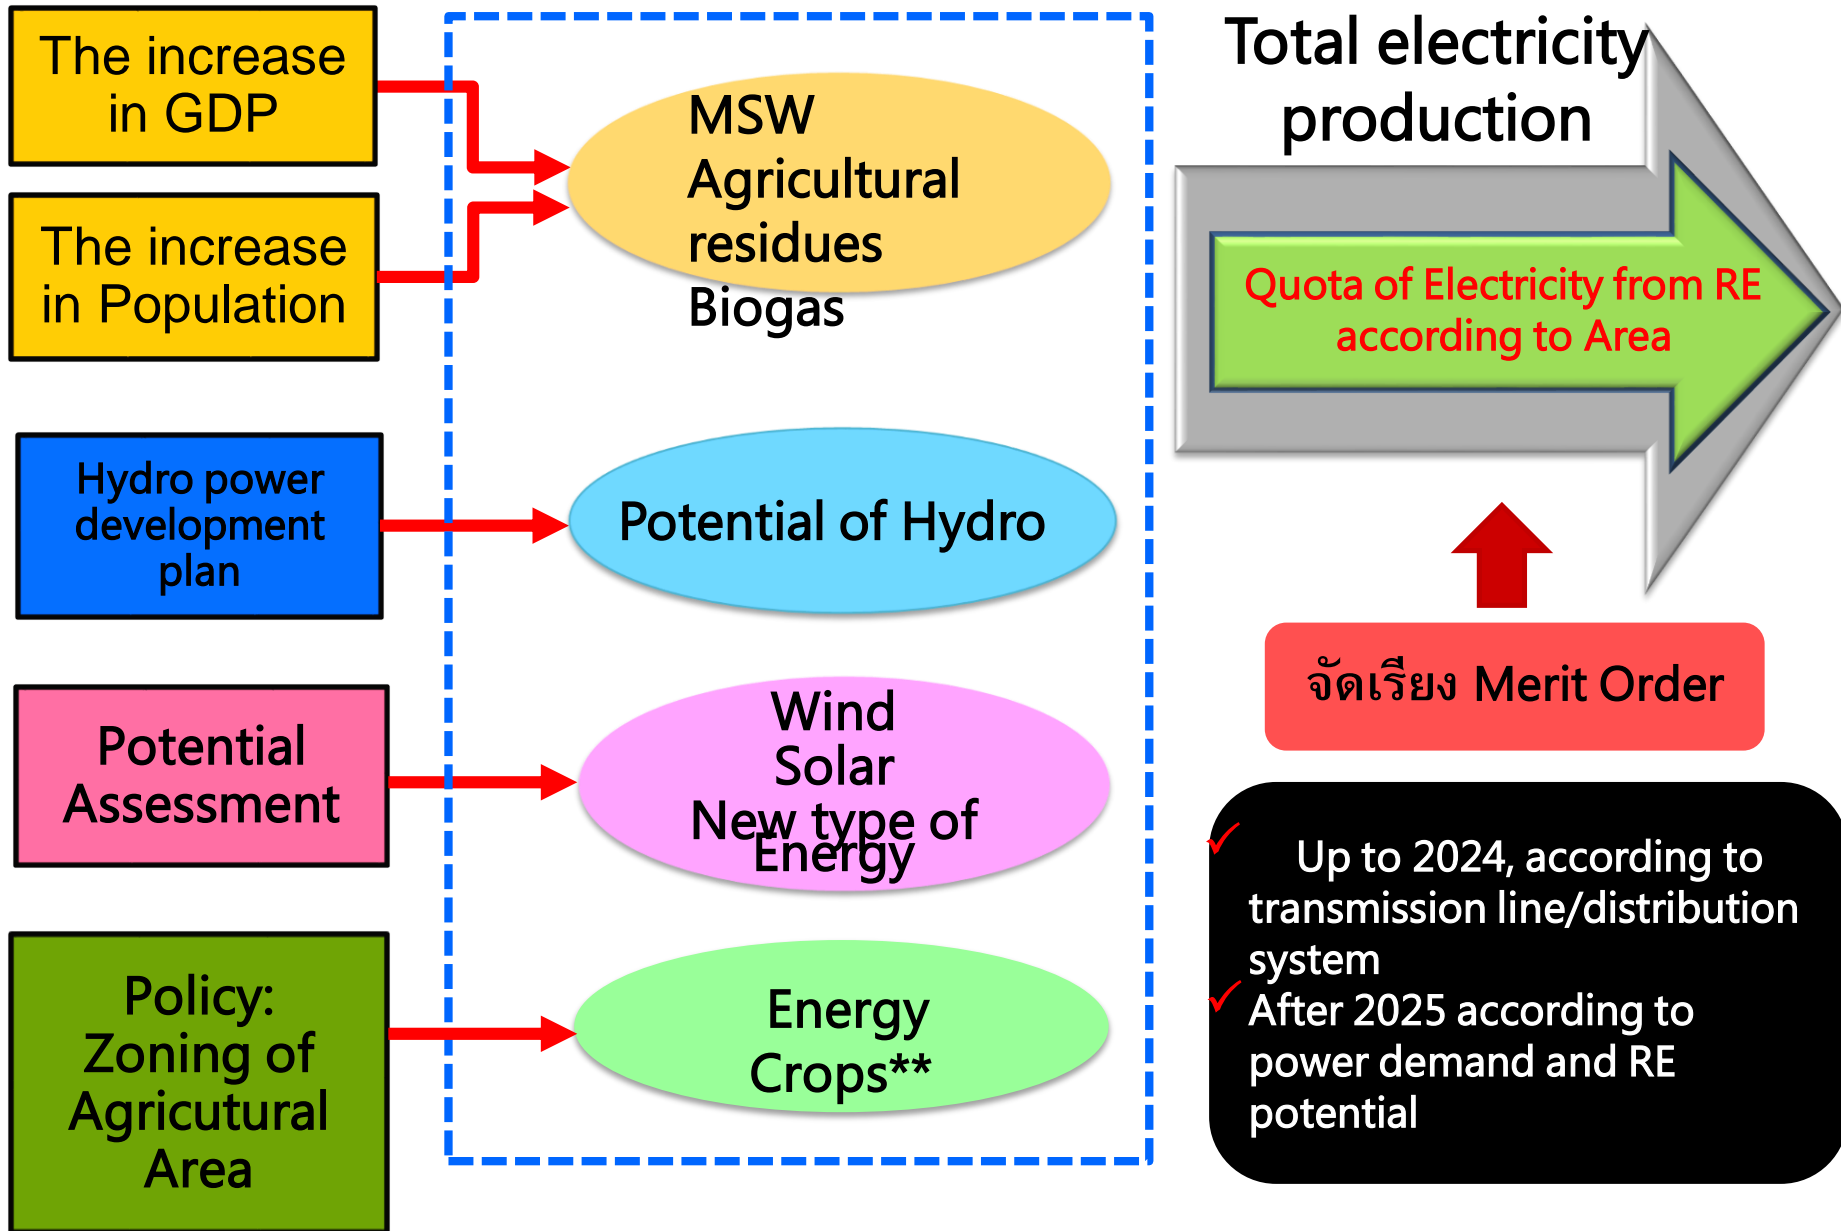 The increase
in GDP
The increase
in Population
Hydro power
development
plan
Potential
Assessment
Policy:
Zoning of
Agricutural
Area
MSW
Agricultural
residues
Biogas
Potential of Hydro
Wind
Solar
New type of
Energy
Energy
Crops**
Total electricity
production
Quota of Electricity from RE
according to Area
จัดเรียง Merit Order
✓ Up to 2024, according to
transmission line/distribution
system
✓ After 2025 according to
power demand and RE
potential